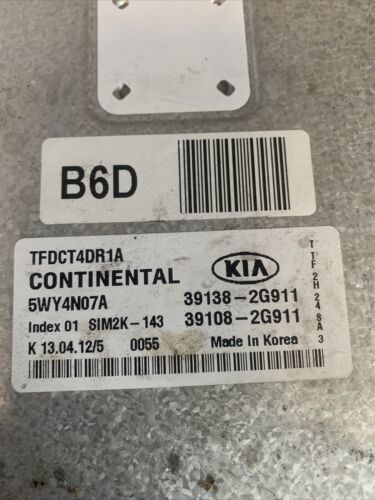 B6D
TFDCT4DR1A
CONTINENTAL KIA
5WY4N07A 39138-2G911
Index 01 SIM2K-143 39108-2G911
K 13.04.12/5 0055 Made in Korea
TTF2H248A3